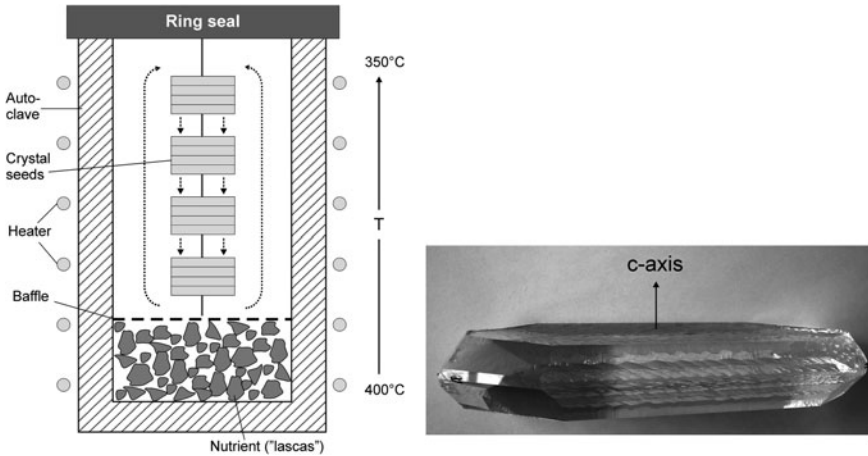 Ring seal
350°C
Auto-
clave
Crystal
seeds
Heater
T
Baffle
400°C
Nutrient ("lascas")
c-axis